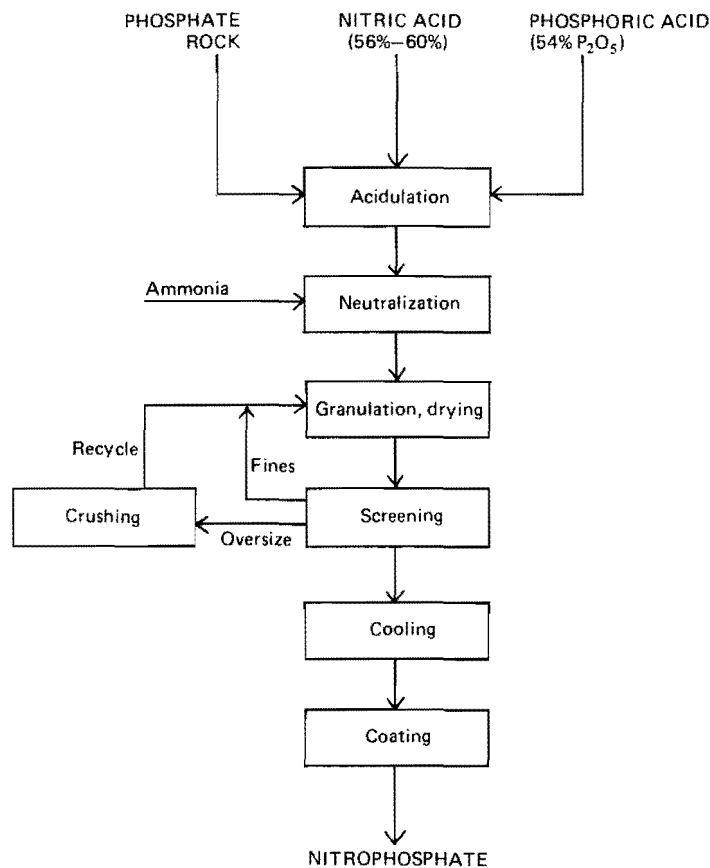 PHOSPHATE
ROCK
NITRIC ACID
(56%–60%)
PHOSPHORIC ACID
(54% P₂O₅)
Acidulation
Ammonia
Neutralization
Granulation, drying
Recycle
Fines
Crushing
Screening
Oversize
Cooling
Coating
NITROPHOSPHATE